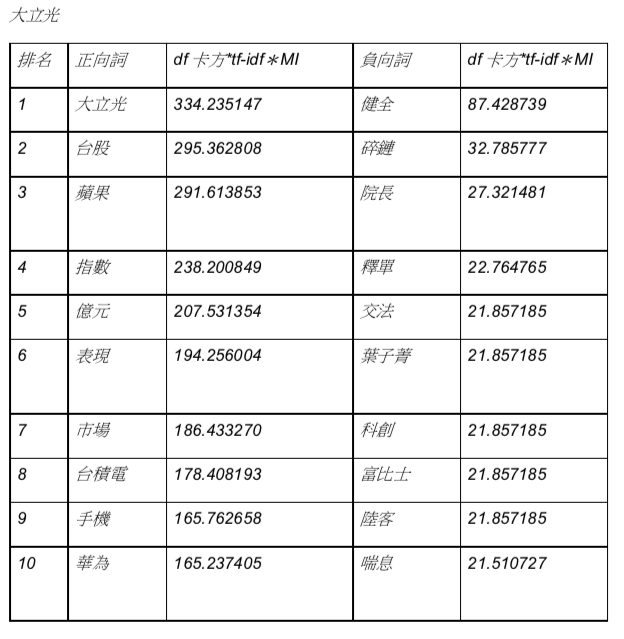 大立光
排名 正向詞 df 卡方*tf-idf＊MI 負向詞 df 卡方*tf-idf＊MI
1 大立光 334.235147 健全 87.428739
2 台股 295.362808 碎鏈 32.785777
3 蘋果 291.613853 院長 27.321481
4 指數 238.200849 釋單 22.764765
5 億元 207.531354 交法 21.857185
6 表現 194.256004 葉子菁 21.857185
7 市場 186.433270 科創 21.857185
8 台積電 178.408193 富比士 21.857185
9 手機 165.762658 陸客 21.857185
10 華為 165.237405 喘息 21.510727